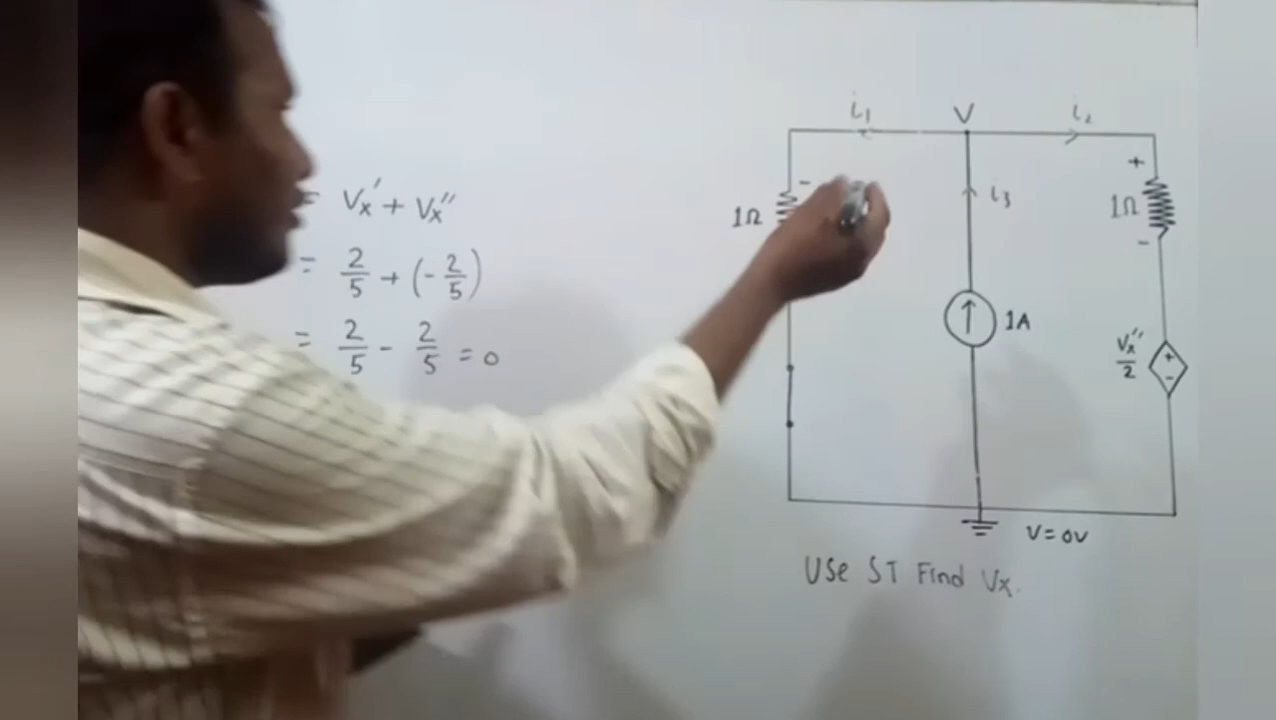 = Vx' + Vx"
= 2/5 + (-2/5)
= 2/5 - 2/5 = 0
i1 V i2
+
-
i3
1Ω
1Ω
-
1A
Vx"/2
+
-
V=0V
Use ST Find Vx.